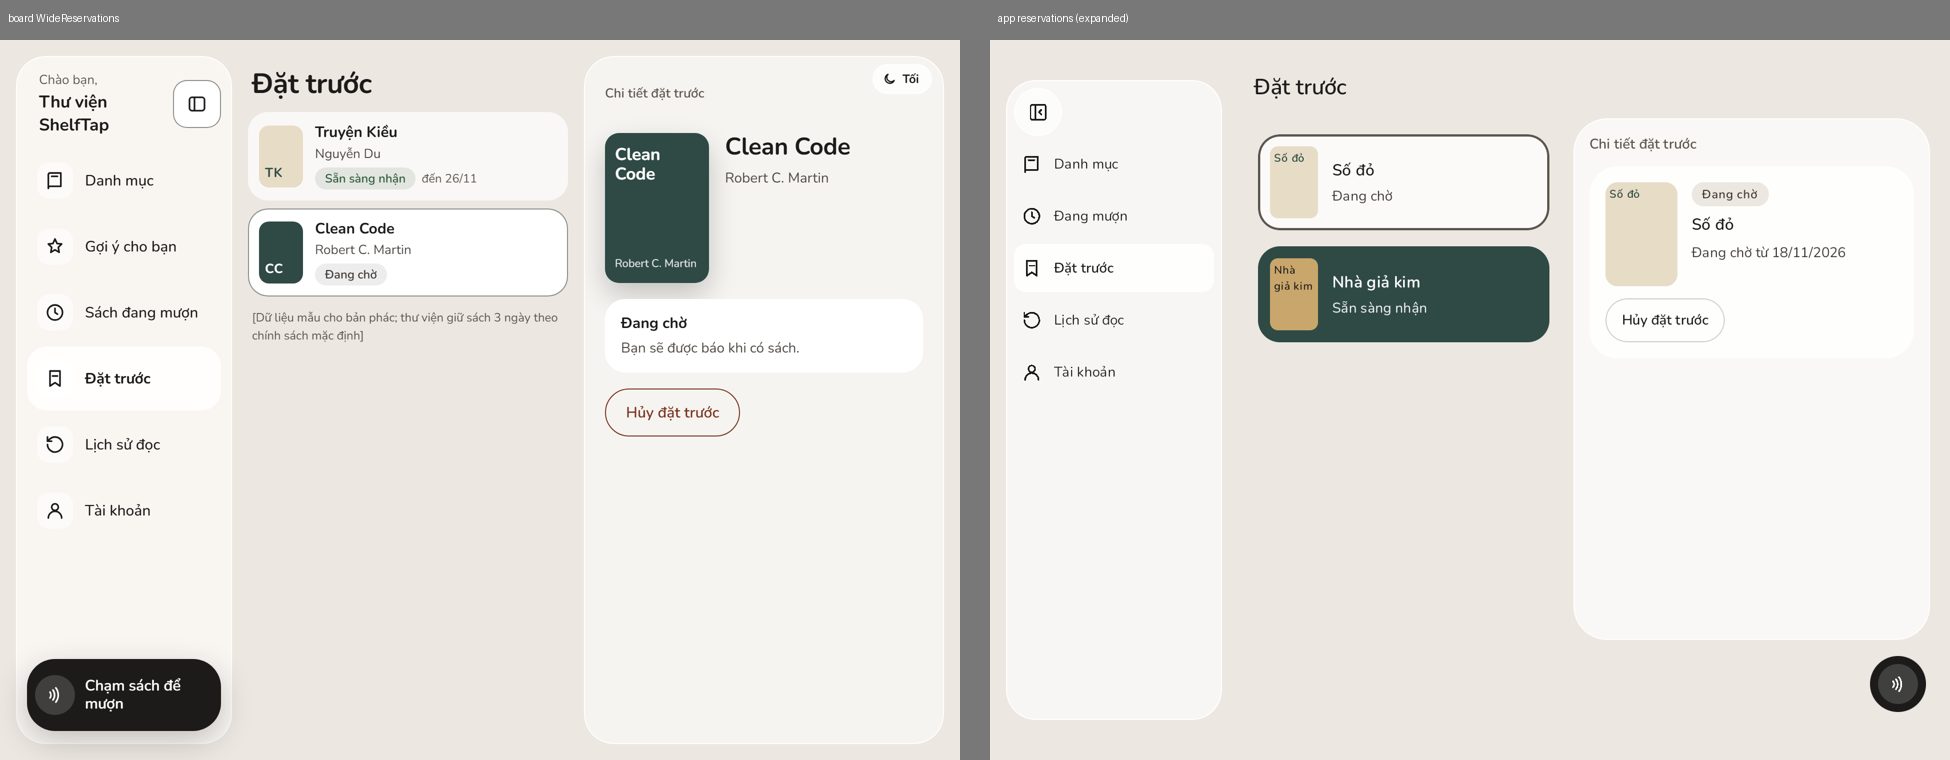 board WideReservations
Chào bạn,
Thư viện
ShelfTap
Danh mục
Gợi ý cho bạn
Sách đang mượn
Đặt trước
Lịch sử đọc
Tài khoản
Chạm sách để
mượn
Đặt trước
TK
Truyện Kiều
Nguyễn Du
Sẵn sàng nhận đến 26/11
CC
Clean Code
Robert C. Martin
Đang chờ
[Dữ liệu mẫu cho bản phác; thư viện giữ sách 3 ngày theo
chính sách mặc định]
Tối
Chi tiết đặt trước
Clean
Code
Robert C. Martin
Clean Code
Robert C. Martin
Đang chờ
Bạn sẽ được báo khi có sách.
Hủy đặt trước
app reservations (expanded)
Danh mục
Đang mượn
Đặt trước
Lịch sử đọc
Tài khoản
Đặt trước
Số đỏ
Số đỏ
Đang chờ
Nhà
giả kim
Nhà giả kim
Sẵn sàng nhận
Chi tiết đặt trước
Số đỏ
Đang chờ
Số đỏ
Đang chờ từ 18/11/2026
Hủy đặt trước